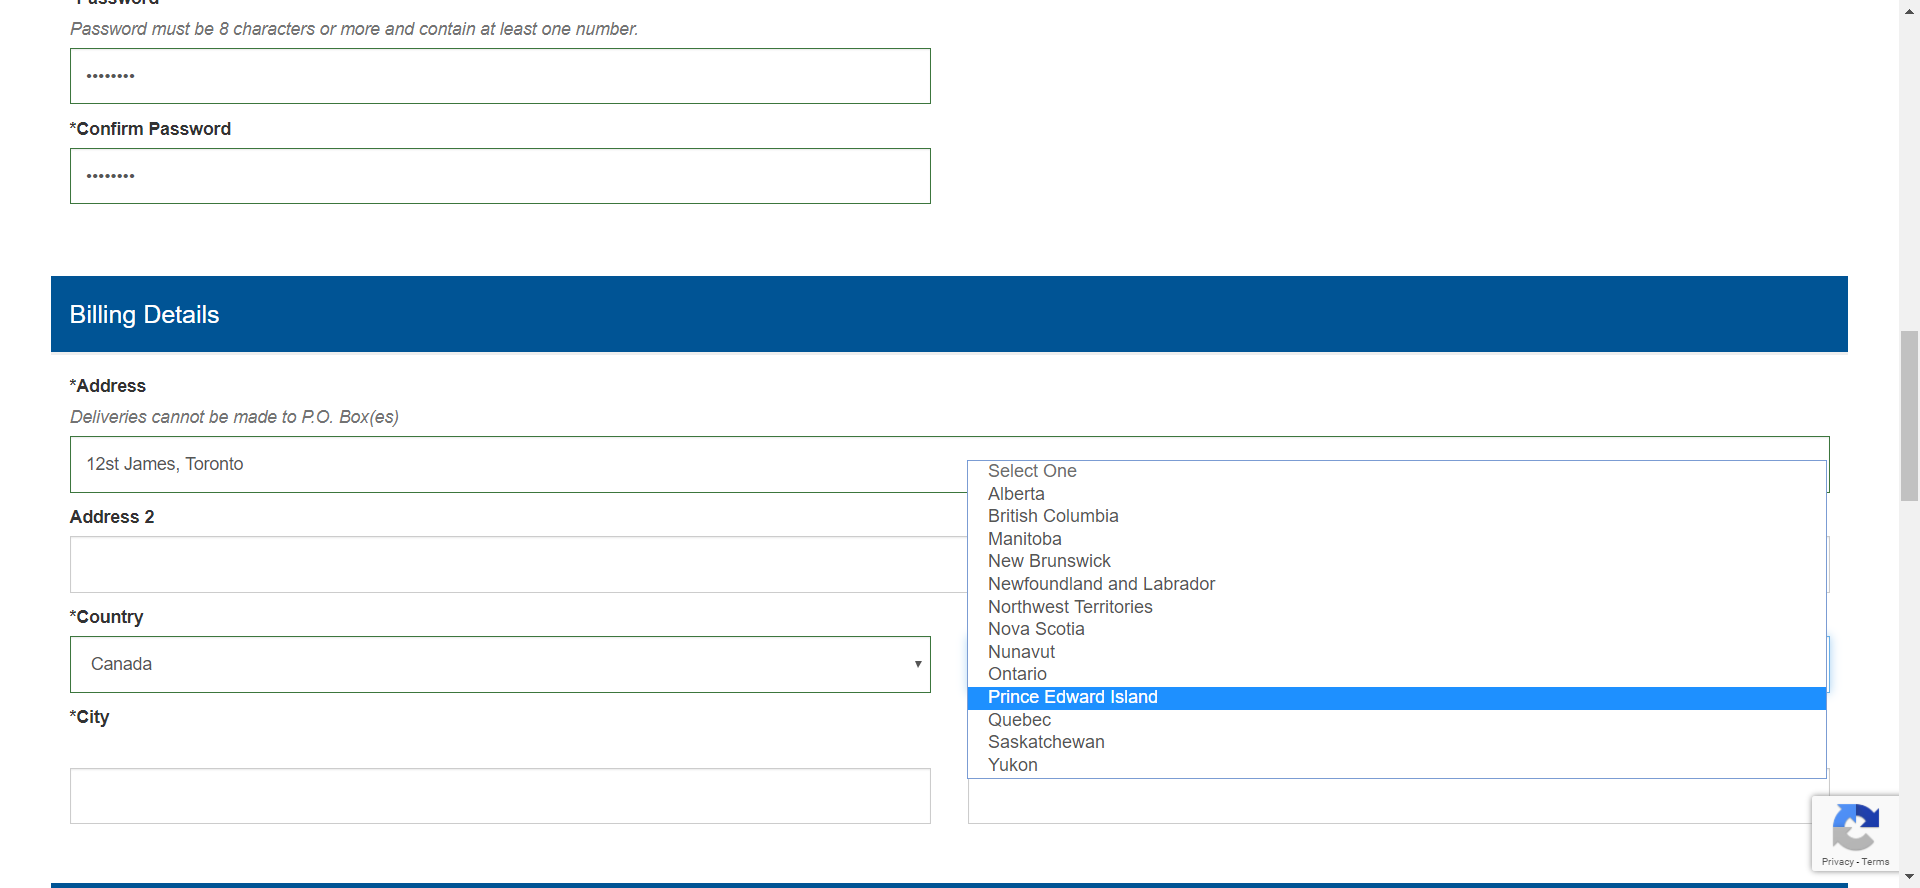 *Password
Password must be 8 characters or more and contain at least one number.
••••••••
*Confirm Password
••••••••
Billing Details
*Address
Deliveries cannot be made to P.O. Box(es)
12st James, Toronto
Address 2
*Country
Canada
*City
Select One
Alberta
British Columbia
Manitoba
New Brunswick
Newfoundland and Labrador
Northwest Territories
Nova Scotia
Nunavut
Ontario
Prince Edward Island
Quebec
Saskatchewan
Yukon
Privacy - Terms